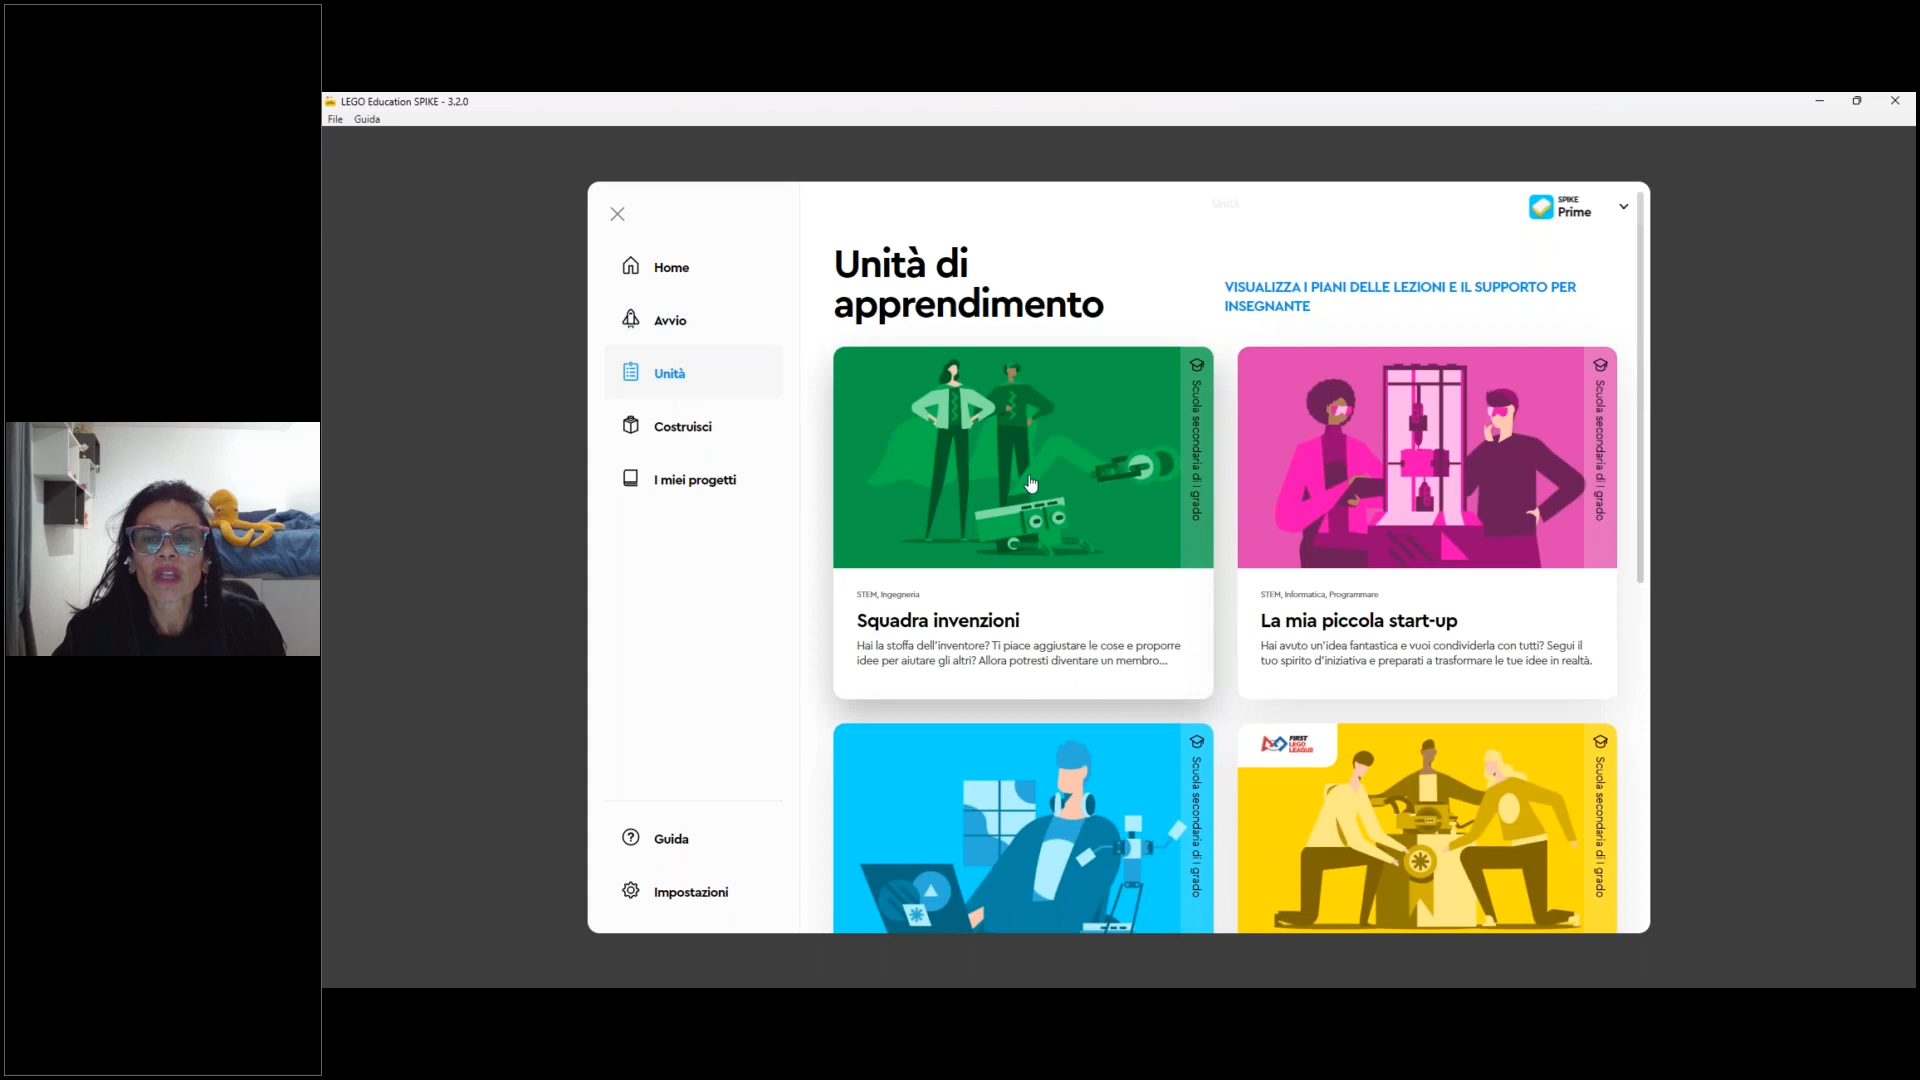 LEGO Education SPIKE - 3.2.0
File Guida
Unità
SPIKE
Prime
Home
Avvio
Unità
Costruisci
I miei progetti
Guida
Impostazioni
Unità di
apprendimento
VISUALIZZA I PIANI DELLE LEZIONI E IL SUPPORTO PER
INSEGNANTE
Scuola secondaria di I grado
STEM, Ingegneria
Squadra invenzioni
Hai la stoffa dell'inventore? Ti piace aggiustare le cose e proporre
idee per aiutare gli altri? Allora potresti diventare un membro...
Scuola secondaria di I grado
STEM, Informatica, Programmare
La mia piccola start-up
Hai avuto un'idea fantastica e vuoi condividerla con tutti? Segui il
tuo spirito d'iniziativa e preparati a trasformare le tue idee in realtà.
Scuola secondaria di I grado
FIRST
LEGO
LEAGUE
Scuola secondaria di I grado